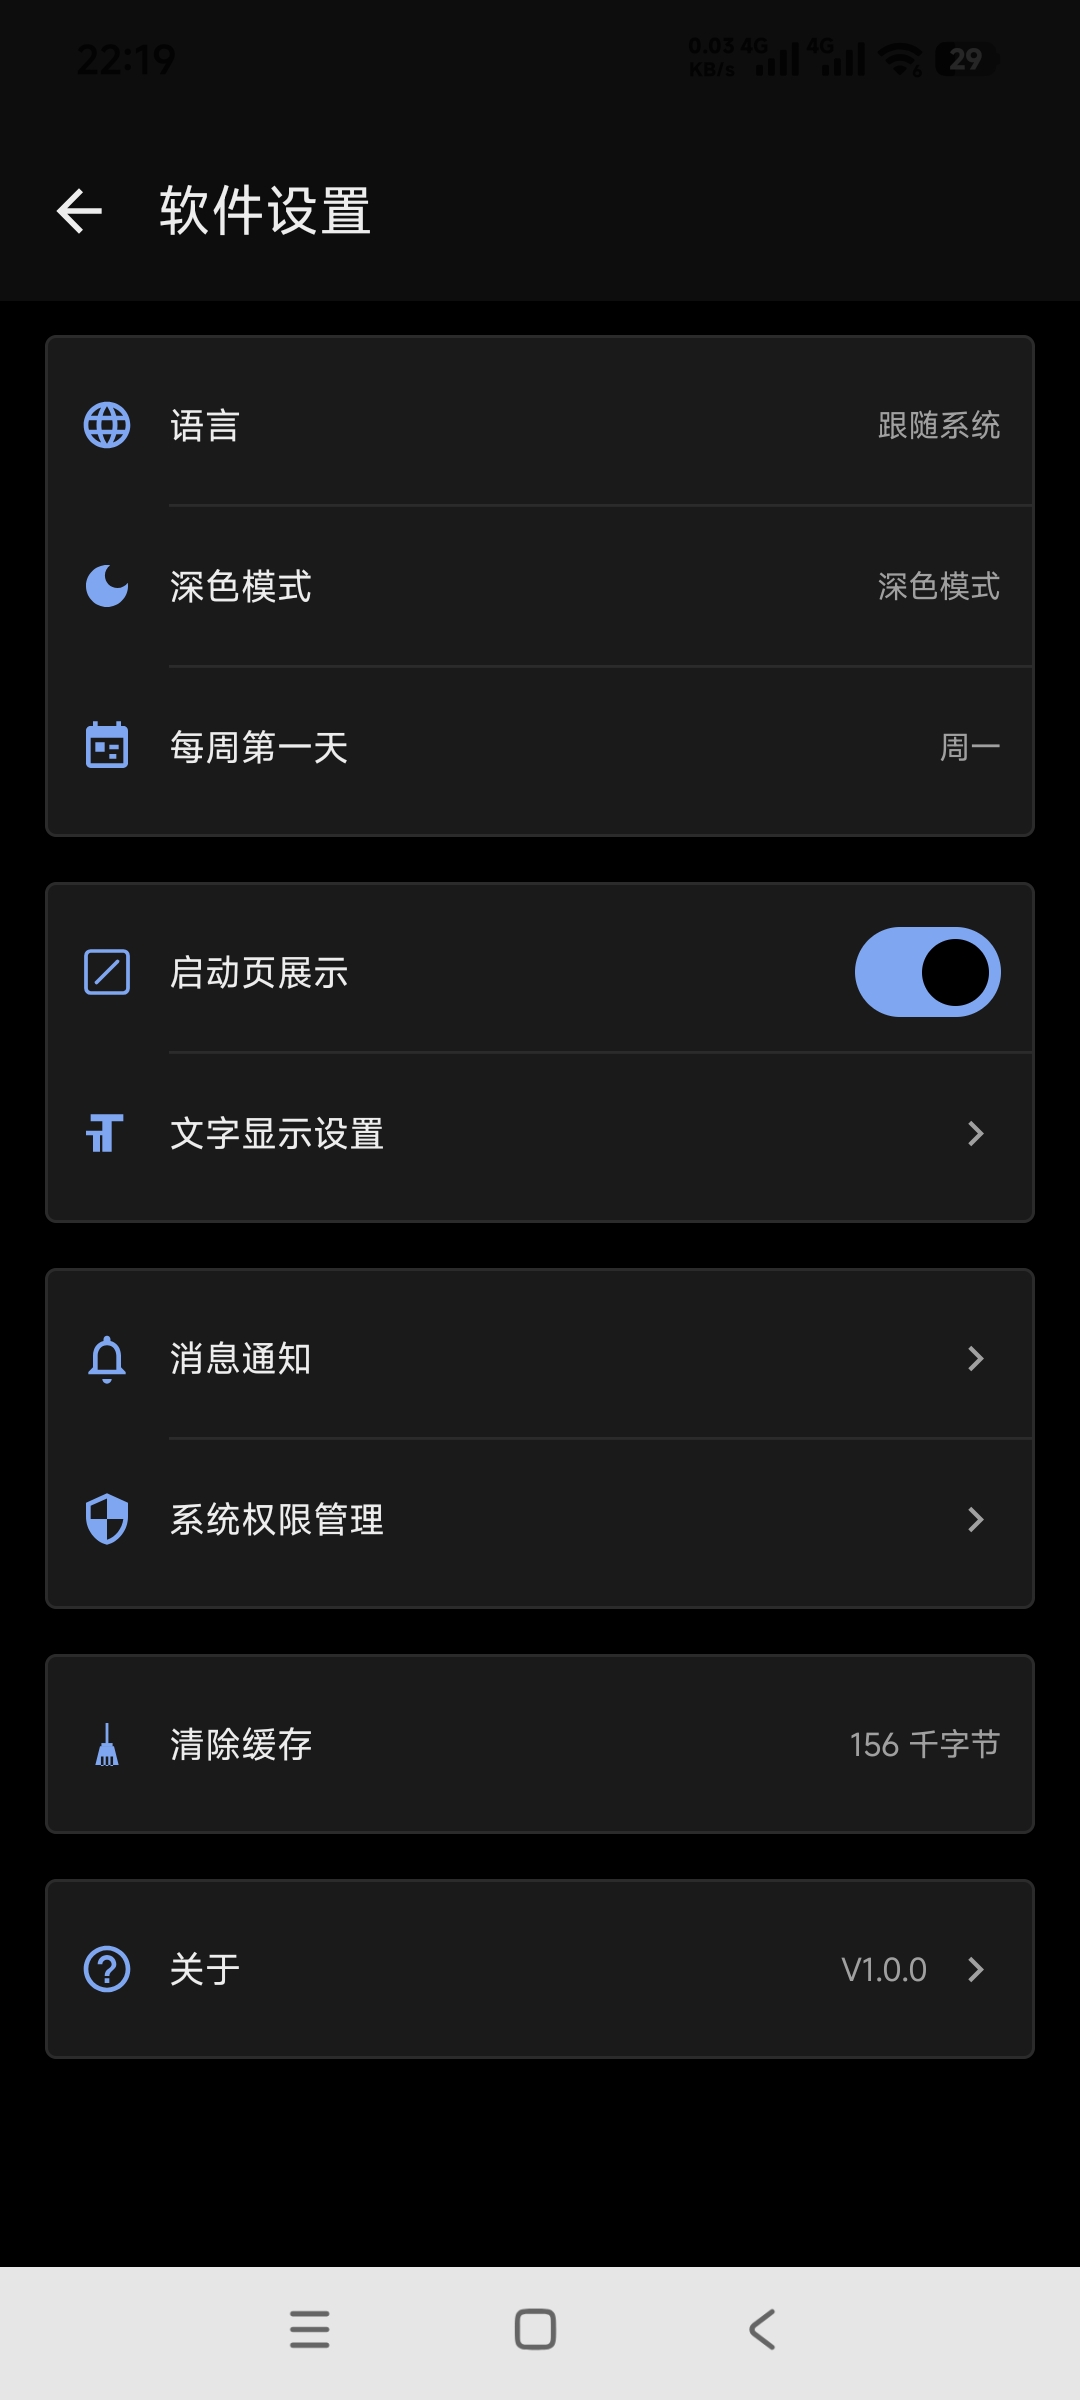 22:19
0.03 KB/s 4G 4G 6 29
软件设置
语言 跟随系统
深色模式 深色模式
每周第一天 周一
启动页展示
文字显示设置
消息通知
系统权限管理
清除缓存 156 千字节
关于 V1.0.0